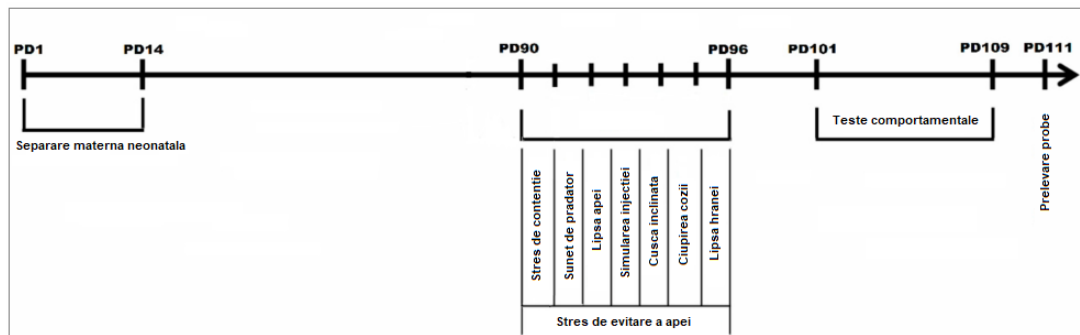 PD1
PD14
PD90
PD96
PD101
PD109
PD111
Separare materna neonatala
Teste comportamentale
Prelevare probe
Stres de contentie
Sunet de pradator
Lipsa apei
Simularea injectiei
Cusca inclinata
Ciupirea cozii
Lipsa hranei
Stres de evitare a apei